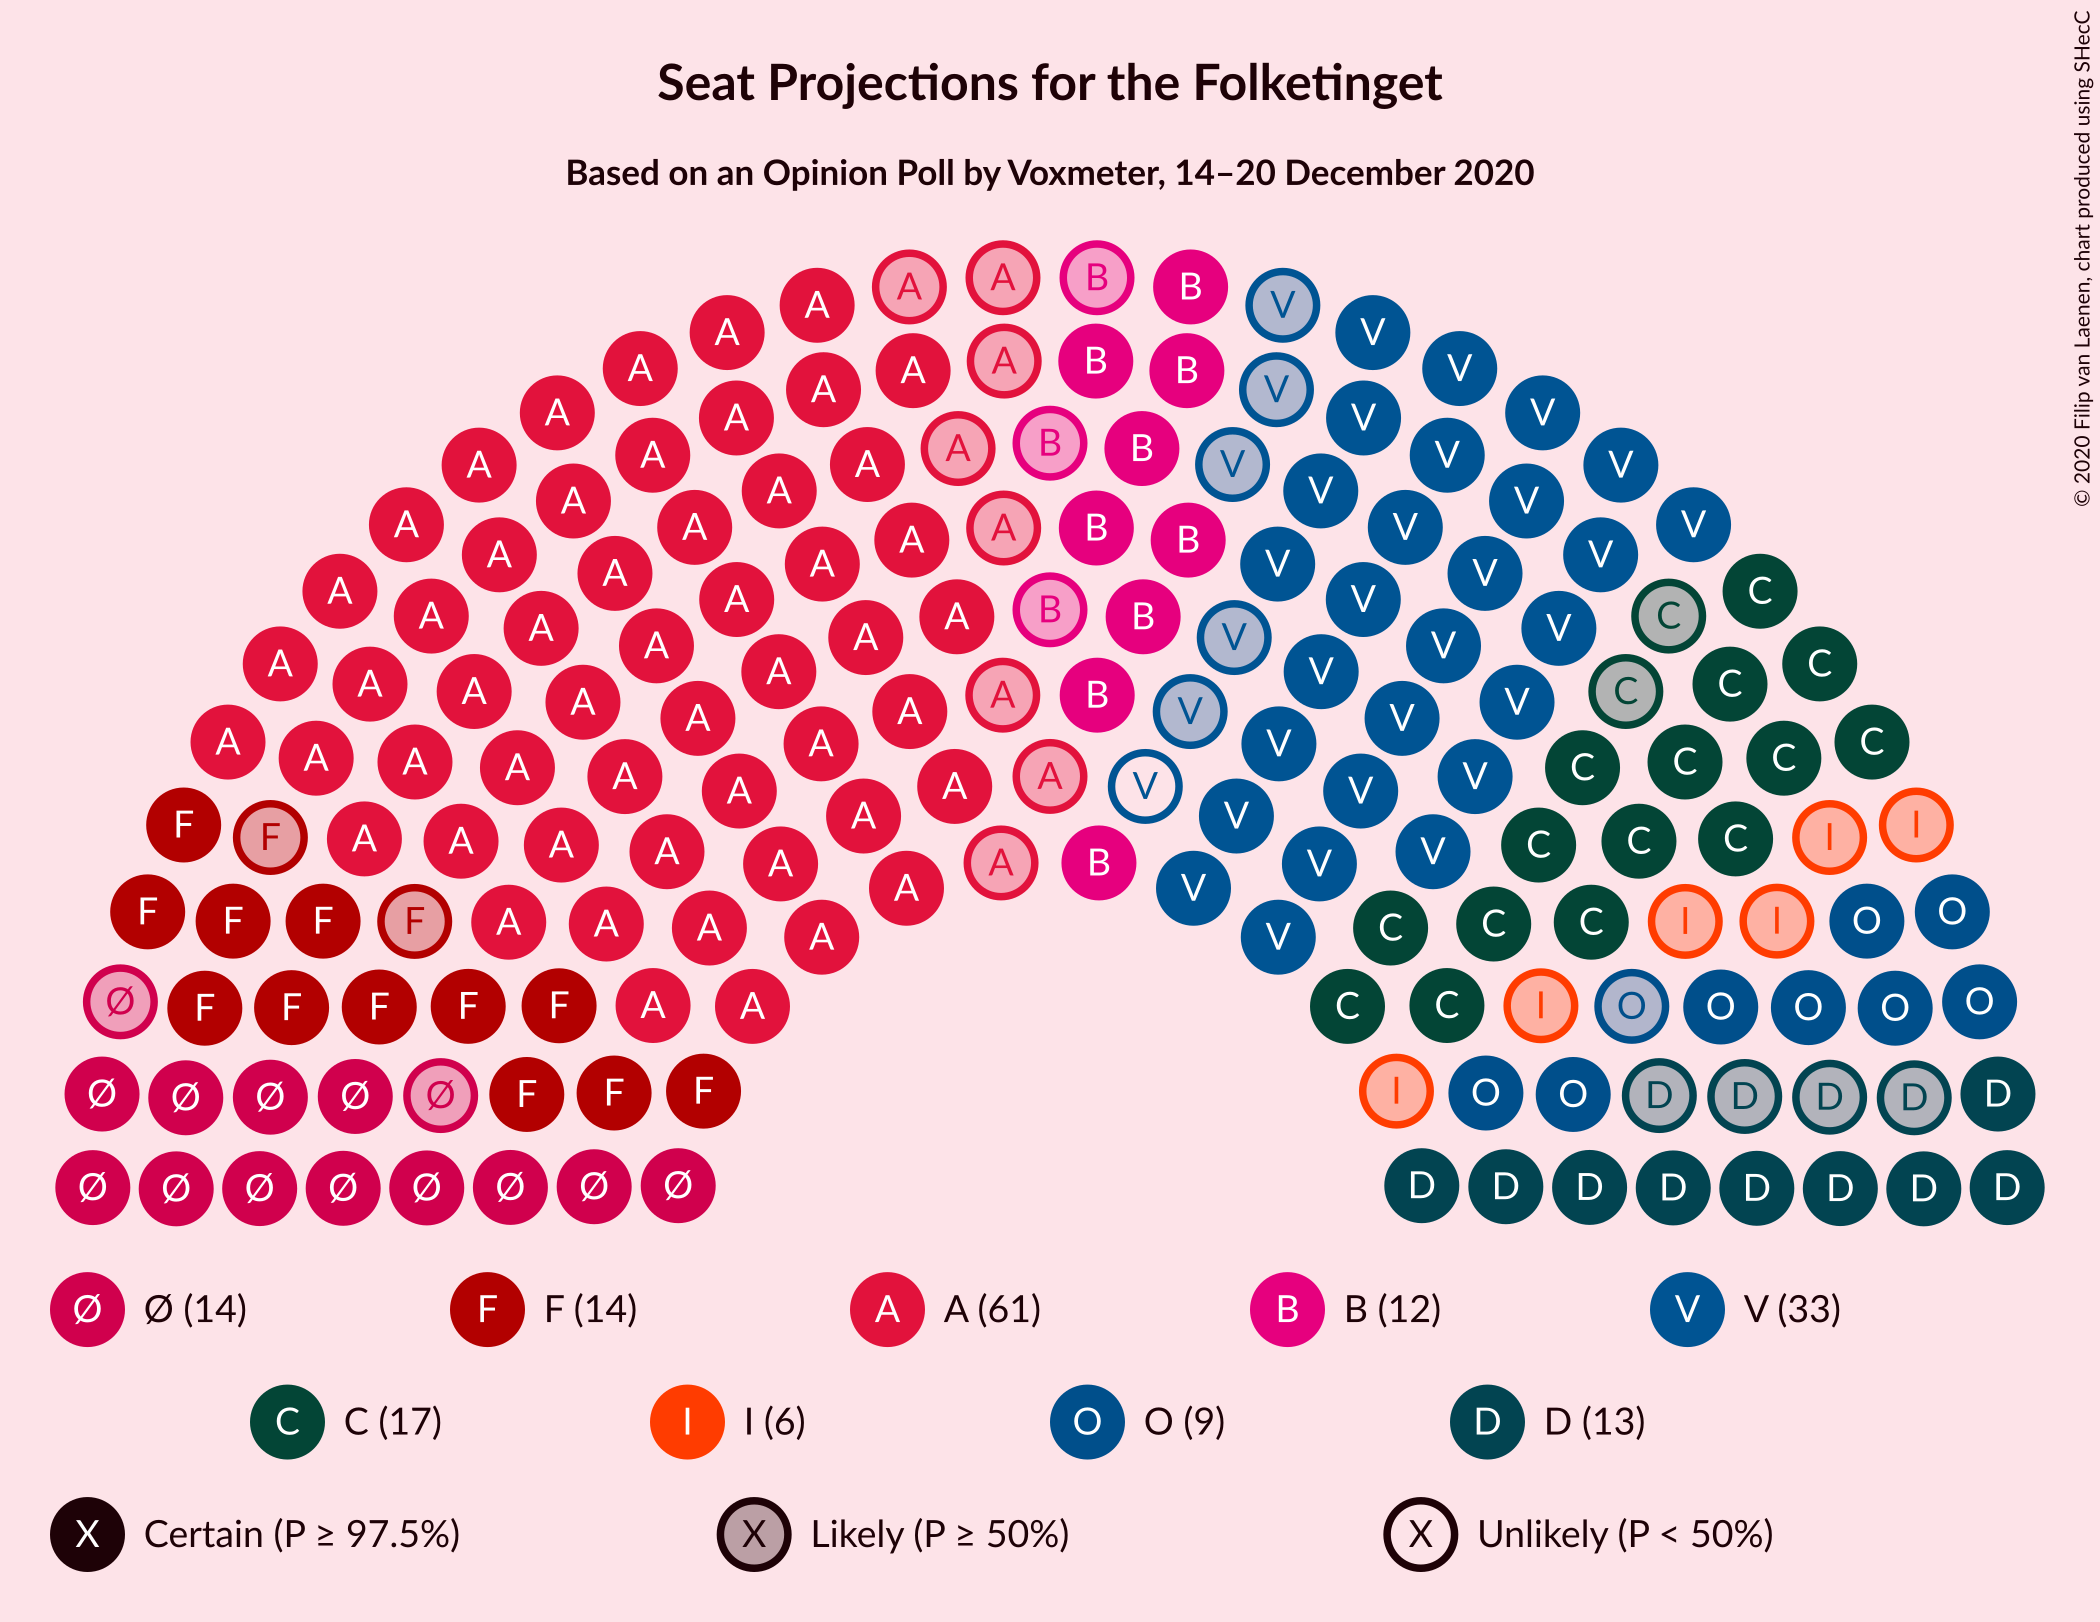 Seat Projections for the Folketinget
Based on an Opinion Poll by Voxmeter, 14–20 December 2020
© 2020 Filip van Laenen, chart produced using SHecC
A A A B B V
A V
A A A B B V
A V
A A V V
A A A A B B V V V
A A V V
A A A A B B V V
A A A V V V
A A V C
A A A A B B V V C
A A A V V C
A A A A A A B V V V C C
A A A A A A A A A V V V V C C C C
F F A A A A A A A B V V V C C C I I
F F F F A A A A A V V C C C I I O O
Ø F F F F F A A C C I O O O O O
Ø Ø Ø Ø Ø F F F I O O D D D D D
Ø Ø Ø Ø Ø Ø Ø Ø D D D D D D D D
Ø Ø (14) F F (14) A A (61) B B (12) V V (33)
C C (17) I I (6) O O (9) D D (13)
X Certain (P ≥ 97.5%) X Likely (P ≥ 50%) X Unlikely (P < 50%)